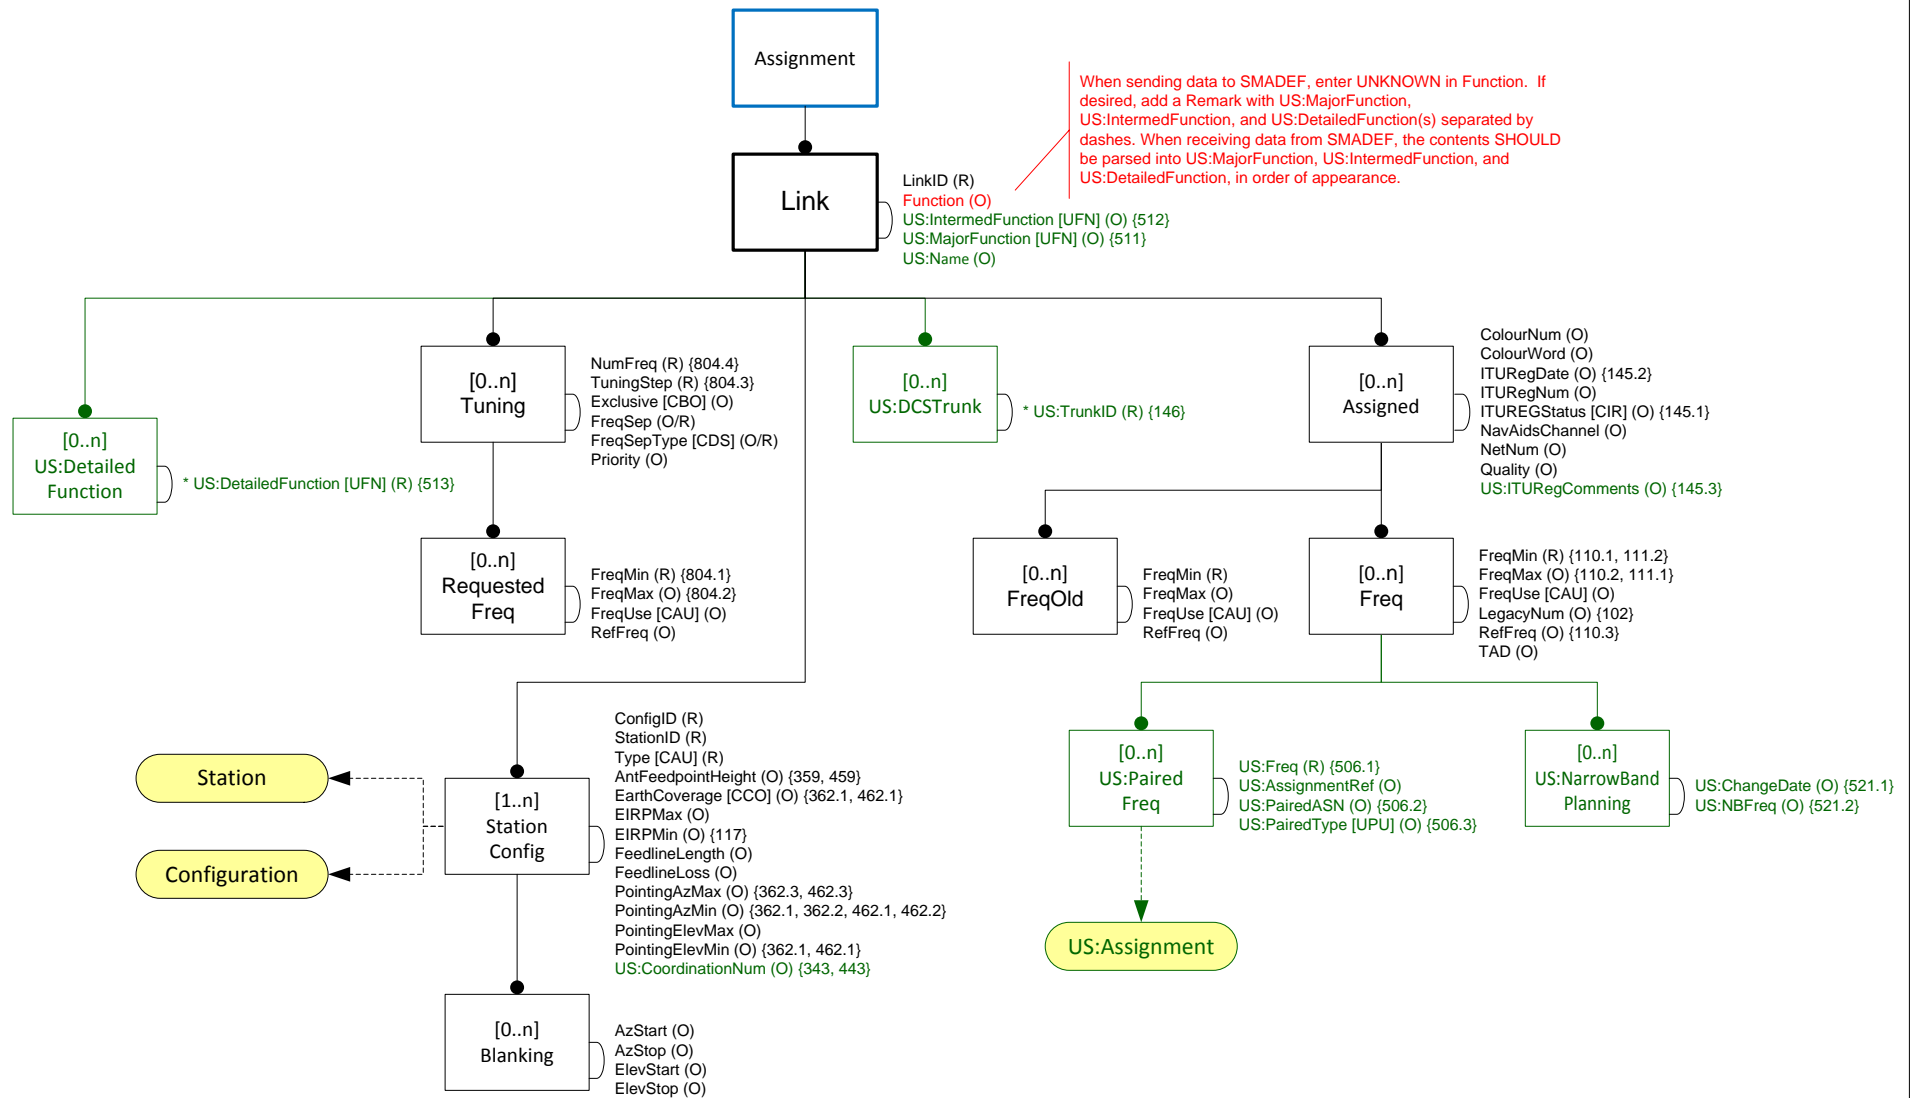 Assignment
When sending data to SMADEF, enter UNKNOWN in Function.  If
desired, add a Remark with US:MajorFunction,
US:IntermedFunction, and US:DetailedFunction(s) separated by
dashes. When receiving data from SMADEF, the contents SHOULD
be parsed into US:MajorFunction, US:IntermedFunction, and
US:DetailedFunction, in order of appearance.
Link
LinkID (R)
Function (O)
US:IntermedFunction [UFN] (O) {512}
US:MajorFunction [UFN] (O) {511}
US:Name (O)
[0..n]
US:Detailed
Function
* US:DetailedFunction [UFN] (R) {513}
[0..n]
Tuning
NumFreq (R) {804.4}
TuningStep (R) {804.3}
Exclusive [CBO] (O)
FreqSep (O/R)
FreqSepType [CDS] (O/R)
Priority (O)
[0..n]
US:DCSTrunk
* US:TrunkID (R) {146}
[0..n]
Assigned
ColourNum (O)
ColourWord (O)
ITURegDate (O) {145.2}
ITURegNum (O)
ITUREGStatus [CIR] (O) {145.1}
NavAidsChannel (O)
NetNum (O)
Quality (O)
US:ITURegComments (O) {145.3}
[0..n]
Requested
Freq
FreqMin (R) {804.1}
FreqMax (O) {804.2}
FreqUse [CAU] (O)
RefFreq (O)
[0..n]
FreqOld
FreqMin (R)
FreqMax (O)
FreqUse [CAU] (O)
RefFreq (O)
[0..n]
Freq
FreqMin (R) {110.1, 111.2}
FreqMax (O) {110.2, 111.1}
FreqUse [CAU] (O)
LegacyNum (O) {102}
RefFreq (O) {110.3}
TAD (O)
Station
Configuration
[1..n]
Station
Config
ConfigID (R)
StationID (R)
Type [CAU] (R)
AntFeedpointHeight (O) {359, 459}
EarthCoverage [CCO] (O) {362.1, 462.1}
EIRPMax (O)
EIRPMin (O) {117}
FeedlineLength (O)
FeedlineLoss (O)
PointingAzMax (O) {362.3, 462.3}
PointingAzMin (O) {362.1, 362.2, 462.1, 462.2}
PointingElevMax (O)
PointingElevMin (O) {362.1, 462.1}
US:CoordinationNum (O) {343, 443}
[0..n]
US:Paired
Freq
US:Freq (R) {506.1}
US:AssignmentRef (O)
US:PairedASN (O) {506.2}
US:PairedType [UPU] (O) {506.3}
[0..n]
US:NarrowBand
Planning
US:ChangeDate (O) {521.1}
US:NBFreq (O) {521.2}
US:Assignment
[0..n]
Blanking
AzStart (O)
AzStop (O)
ElevStart (O)
ElevStop (O)